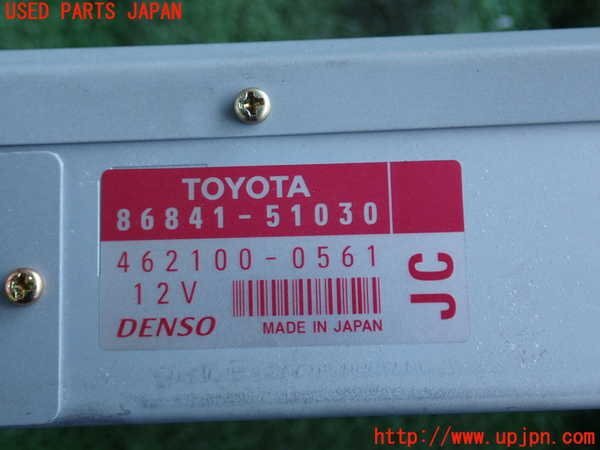 USED PARTS JAPAN
TOYOTA
86841-51030
462100-0561
12V
DENSO
MADE IN JAPAN
JC
http://www.upjpn.com/